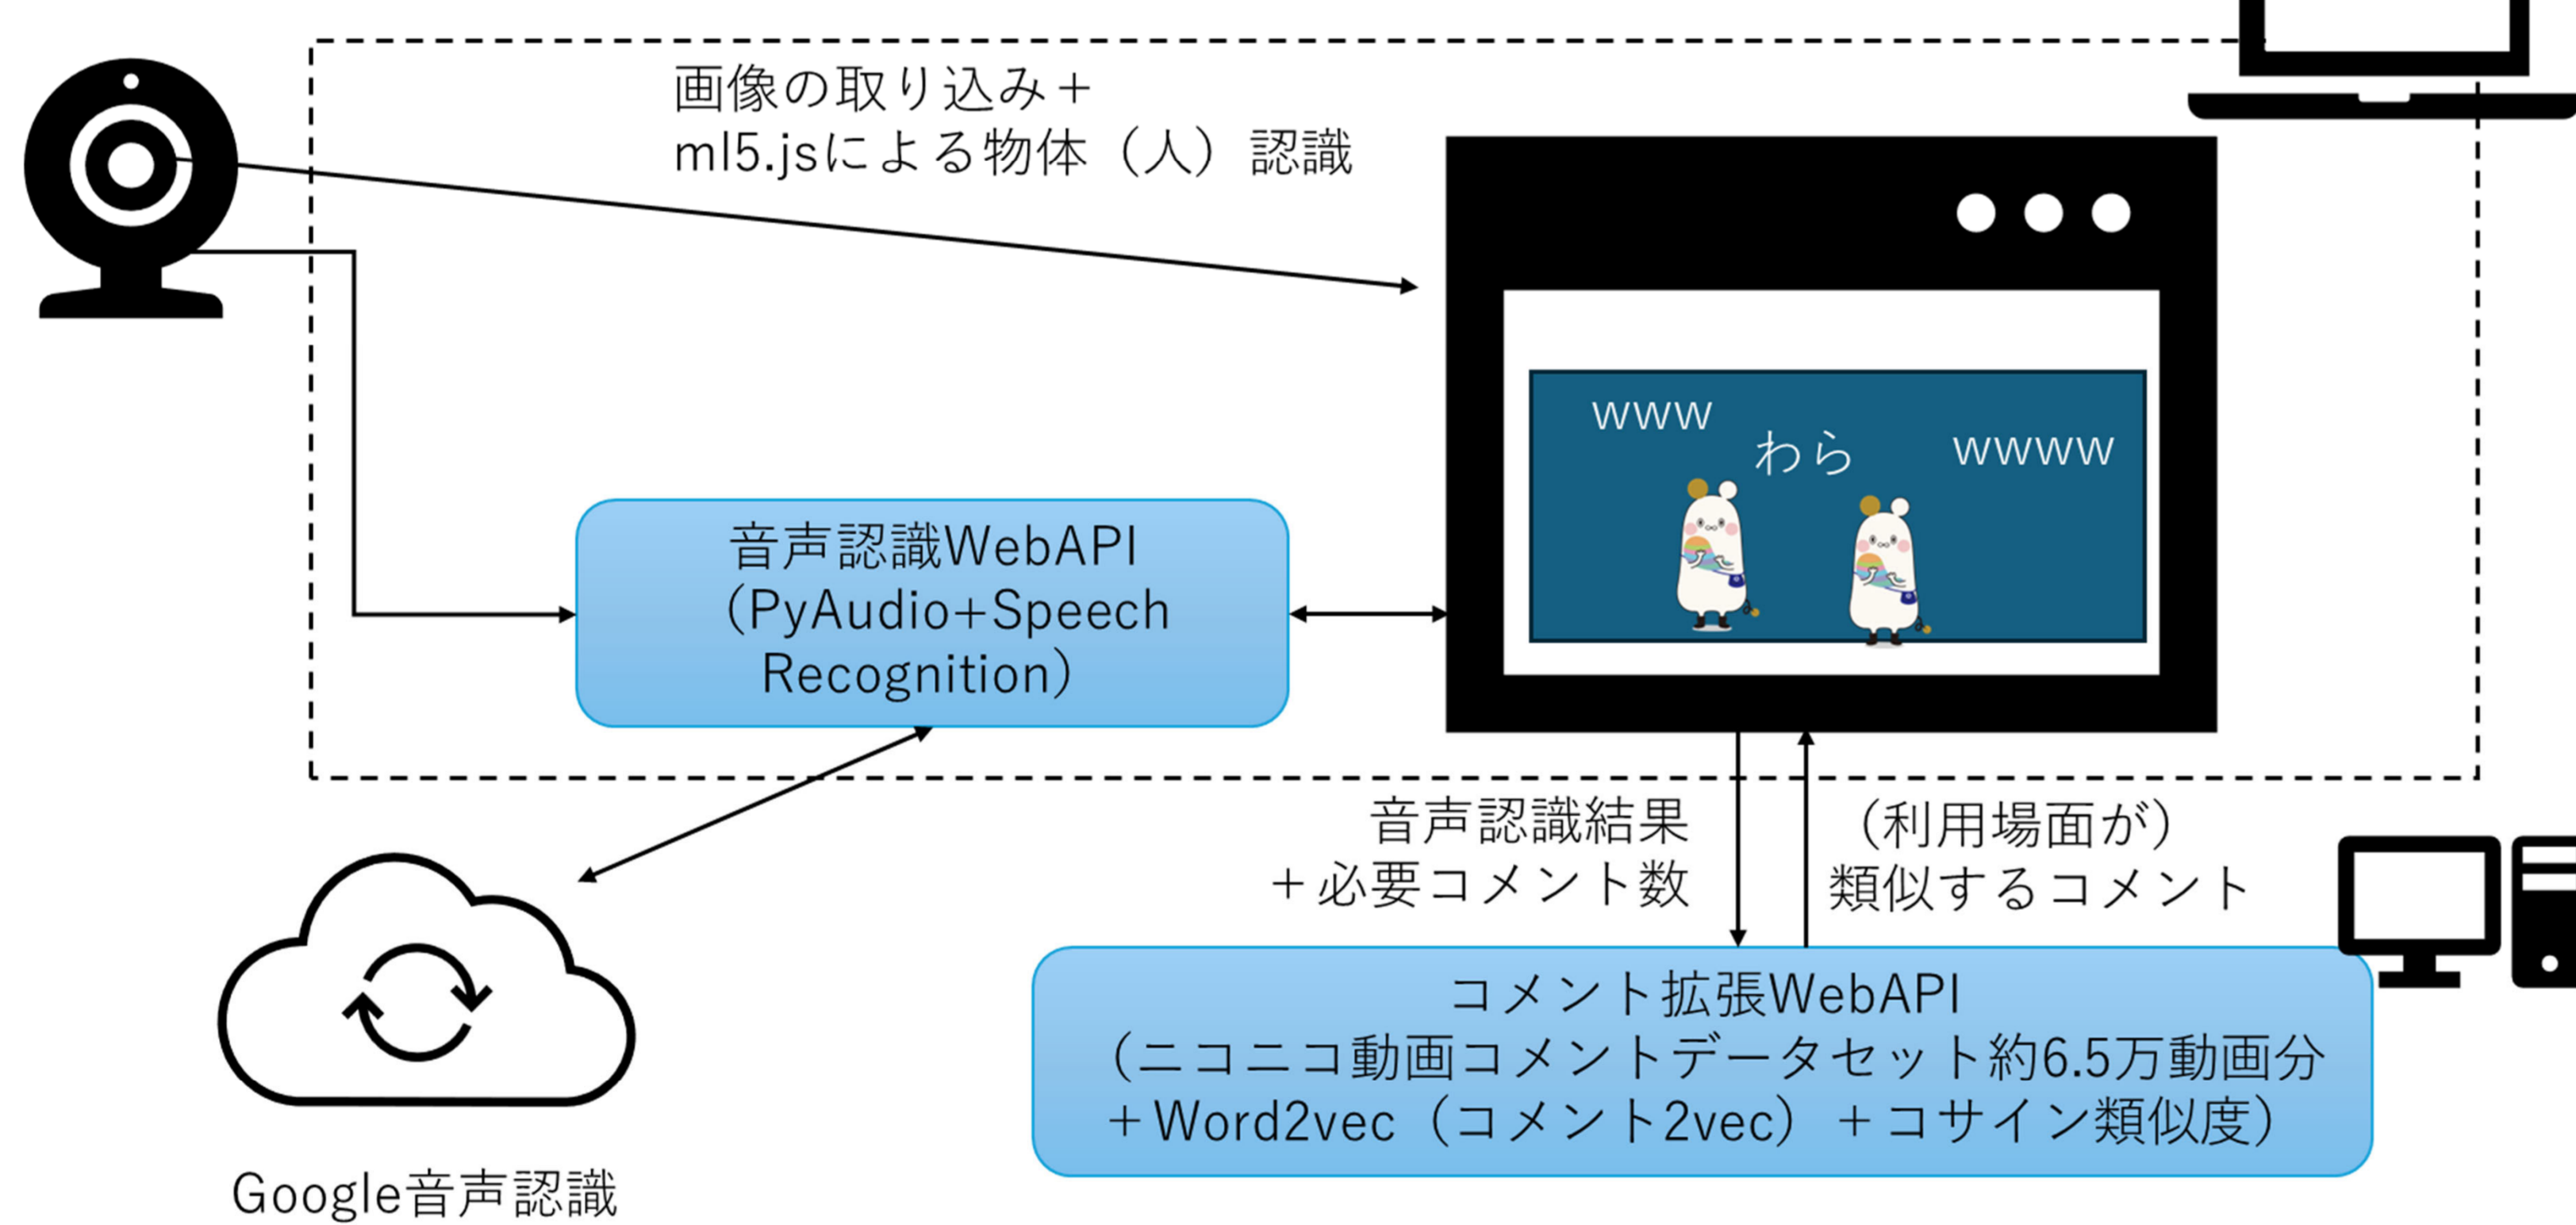 画像の取り込み＋
ml5.jsによる物体（人）認識
www
わら
wwww
音声認識WebAPI
（PyAudio+Speech
Recognition）
音声認識結果
＋必要コメント数
（利用場面が）
類似するコメント
コメント拡張WebAPI
（ニコニコ動画コメントデータセット約6.5万動画分
＋Word2vec（コメント2vec）＋コサイン類似度）
Google音声認識